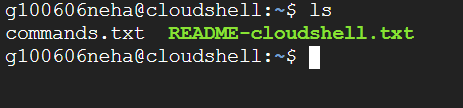 g100606neha@cloudshell:~$ ls
commands.txt  README-cloudshell.txt
g100606neha@cloudshell:~$